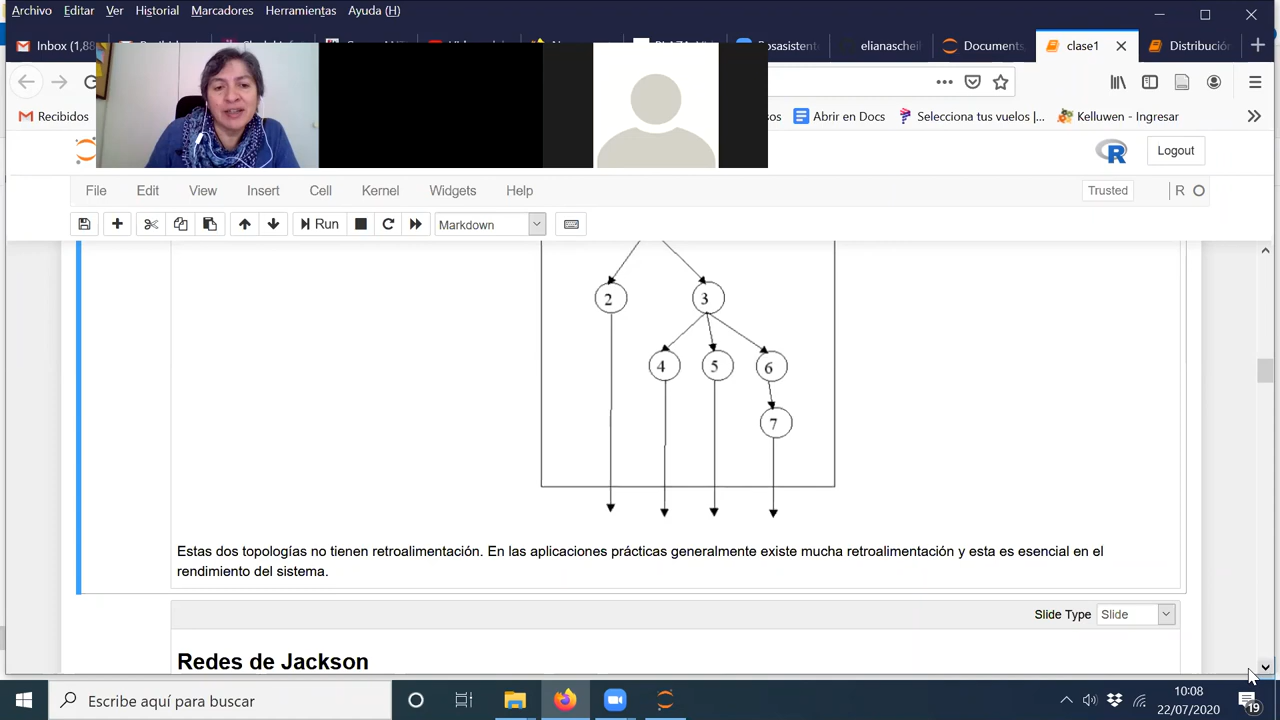 Archivo Editar Ver Historial Marcadores Herramientas Ayuda (H)
Inbox (1,88 elianaschei Documents, clase1 Distribución
Recibidos Abrir en Docs Selecciona tu vuelos |... Kelluwen - Ingresar
R Logout
File Edit View Insert Cell Kernel Widgets Help Trusted R
Run Markdown
2 3
4 5 6
7
Estas dos topologías no tienen retroalimentación. En las aplicaciones prácticas generalmente existe mucha retroalimentación y esta es esencial en el
rendimiento del sistema.
Slide Type Slide
Redes de Jackson
Escribe aquí para buscar
10:08
22/07/2020
19